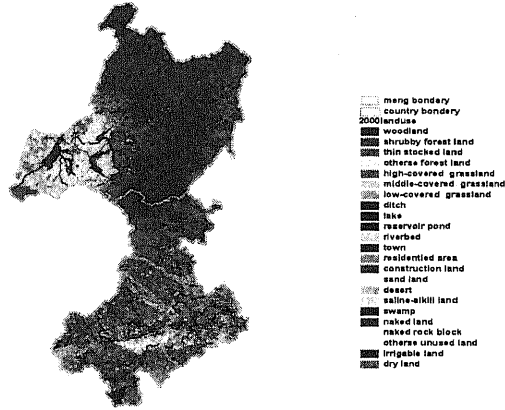 meng bondery
country bondery
2000landuse
woodland
shrubby forest land
thin stocked land
otherse forest land
high-covered grassland
middle-covered grassland
low-covered grassland
ditch
lake
reservoir pond
riverbed
town
residentied area
construction land
sand land
desert
saline-alkili land
swamp
naked land
naked rock block
otherse unused land
irrigable land
dry land